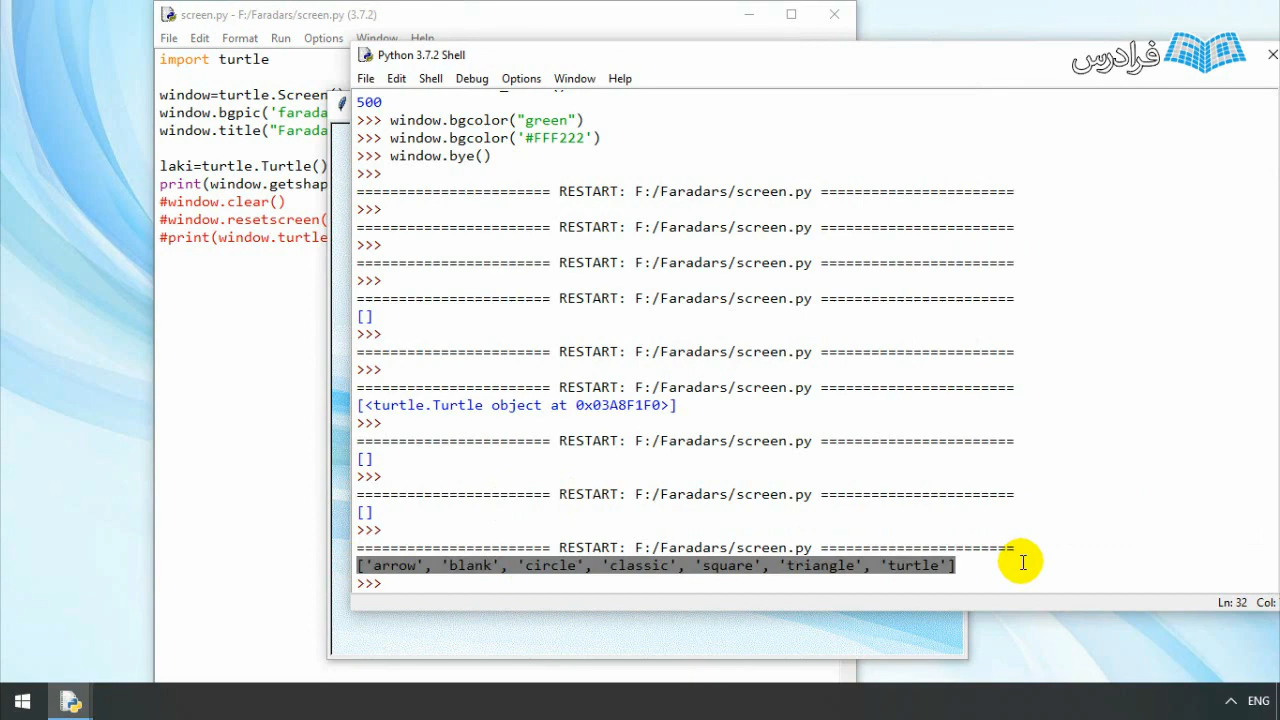 screen.py - F:/Faradars/screen.py (3.7.2)
File Edit Format Run Options Window Help
import turtle
window=turtle.Screen()
window.bgpic('farada
window.title("Farada
laki=turtle.Turtle()
print(window.getshap
#window.clear()
#window.resetscreen(
#print(window.turtle
Python 3.7.2 Shell
فرادرس
File Edit Shell Debug Options Window Help
500
>>> window.bgcolor("green")
>>> window.bgcolor('#FFF222')
>>> window.bye()
>>>
====================== RESTART: F:/Faradars/screen.py ======================
>>>
====================== RESTART: F:/Faradars/screen.py ======================
>>>
====================== RESTART: F:/Faradars/screen.py ======================
>>>
====================== RESTART: F:/Faradars/screen.py ======================
[]
>>>
====================== RESTART: F:/Faradars/screen.py ======================
>>>
====================== RESTART: F:/Faradars/screen.py ======================
[<turtle.Turtle object at 0x03A8F1F0>]
>>>
====================== RESTART: F:/Faradars/screen.py ======================
[]
>>>
====================== RESTART: F:/Faradars/screen.py ======================
[]
>>>
====================== RESTART: F:/Faradars/screen.py ======================
['arrow', 'blank', 'circle', 'classic', 'square', 'triangle', 'turtle']
>>>
Ln: 32 Col:
ENG